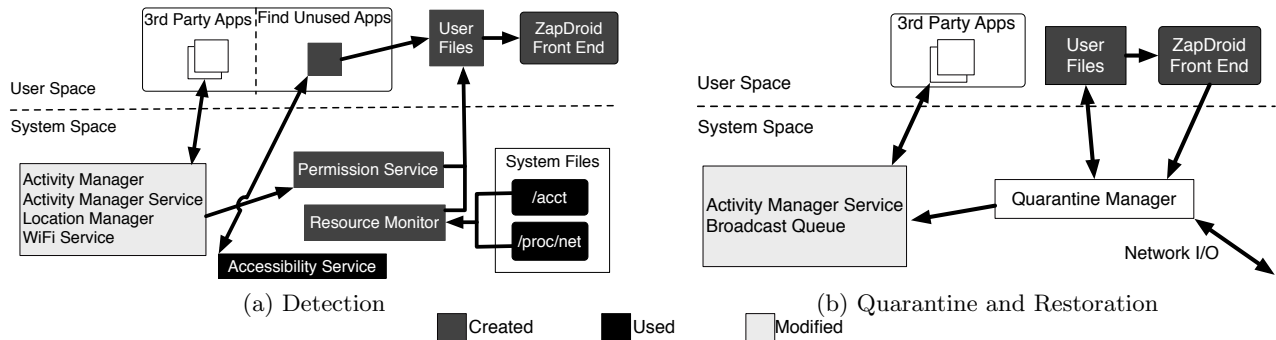 3rd Party Apps
Find Unused Apps
User
Files
ZapDroid
Front End
User Space
System Space
Activity Manager
Activity Manager Service
Location Manager
WiFi Service
Permission Service
Resource Monitor
System Files
/acct
/proc/net
Accessibility Service
(a) Detection
3rd Party Apps
User
Files
ZapDroid
Front End
User Space
System Space
Activity Manager Service
Broadcast Queue
Quarantine Manager
Network I/O
(b) Quarantine and Restoration
Created
Used
Modified